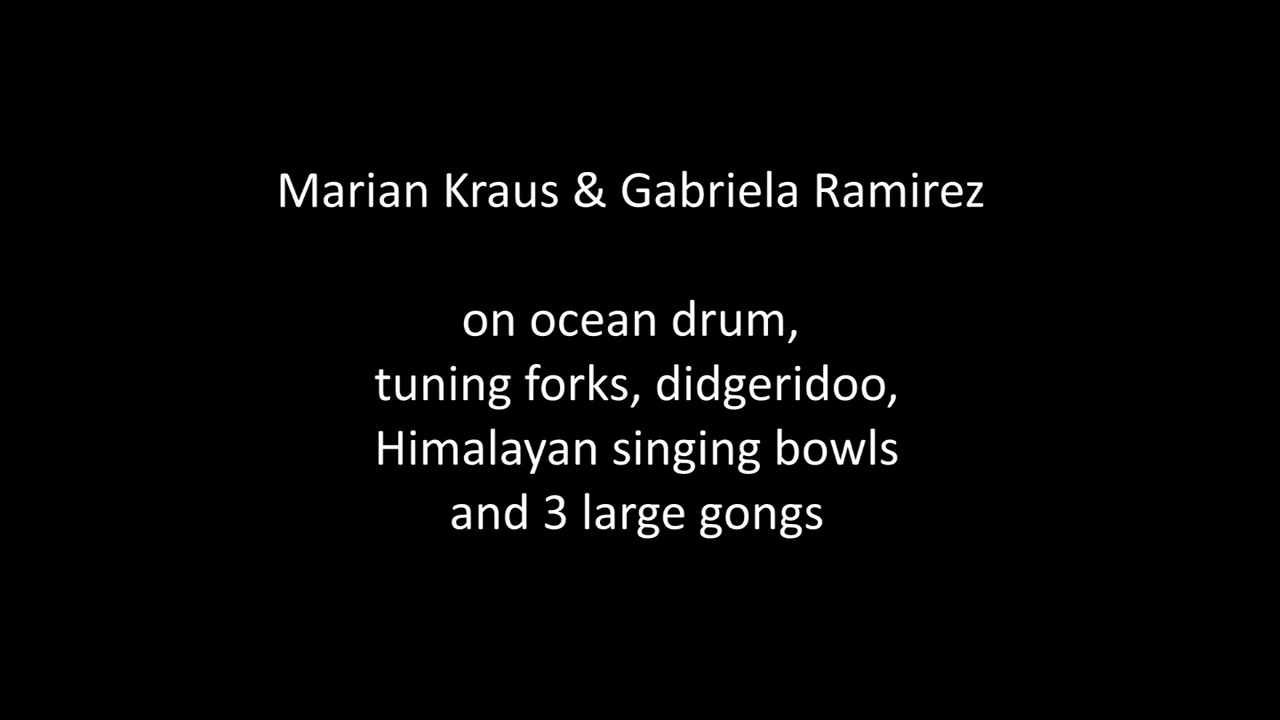 Marian Kraus & Gabriela Ramirez
on ocean drum,
tuning forks, didgeridoo,
Himalayan singing bowls
and 3 large gongs